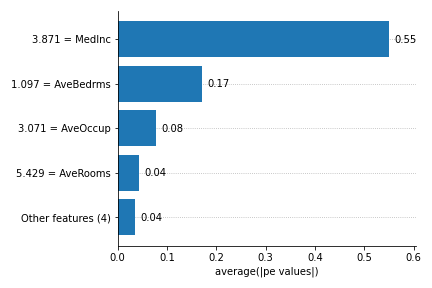 3.871 = MedInc
0.55
1.097 = AveBedrms
0.17
3.071 = AveOccup
0.08
5.429 = AveRooms
0.04
Other features (4)
0.04
0.0 0.1 0.2 0.3 0.4 0.5 0.6
average(|pe values|)